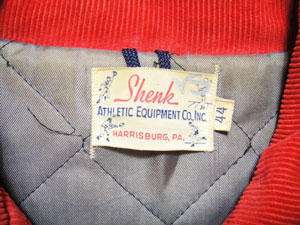 Shenk
ATHLETIC EQUIPMENT CO. INC.
HARRISBURG, PA.
44